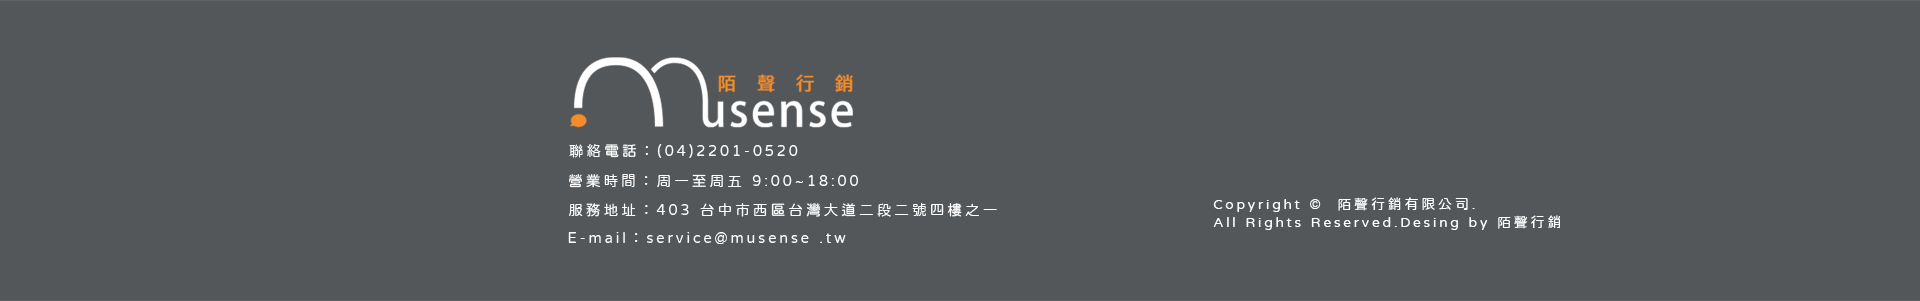 陌聲行銷
musense
聯絡電話：(04)2201-0520
營業時間：周一至周五 9:00~18:00
服務地址：403 台中市西區台灣大道二段二號四樓之一
E-mail：service@musense .tw
Copyright © 陌聲行銷有限公司.
All Rights Reserved.Desing by 陌聲行銷